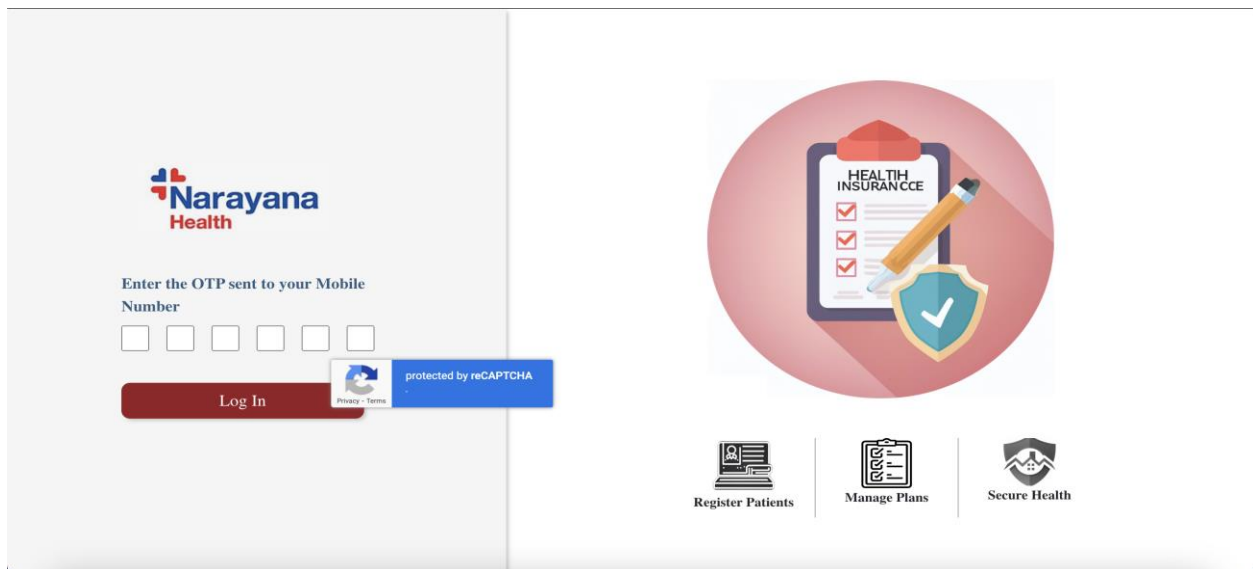 Narayana
Health
Enter the OTP sent to your Mobile
Number
protected by reCAPTCHA
Privacy - Terms
Log In
HEALTIH
INSURANCCE
Register Patients
Manage Plans
Secure Health